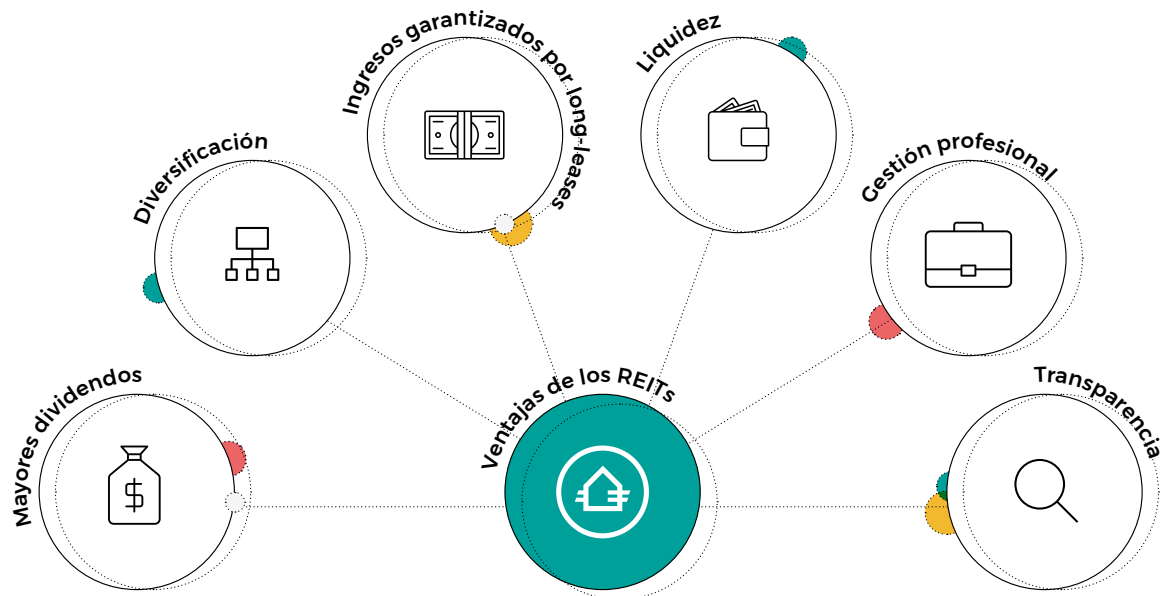 Mayores dividendos
Diversificación
Ingresos garantizados por long-leases
Liquidez
Gestión profesional
Transparencia
Ventajas de los REITs
$